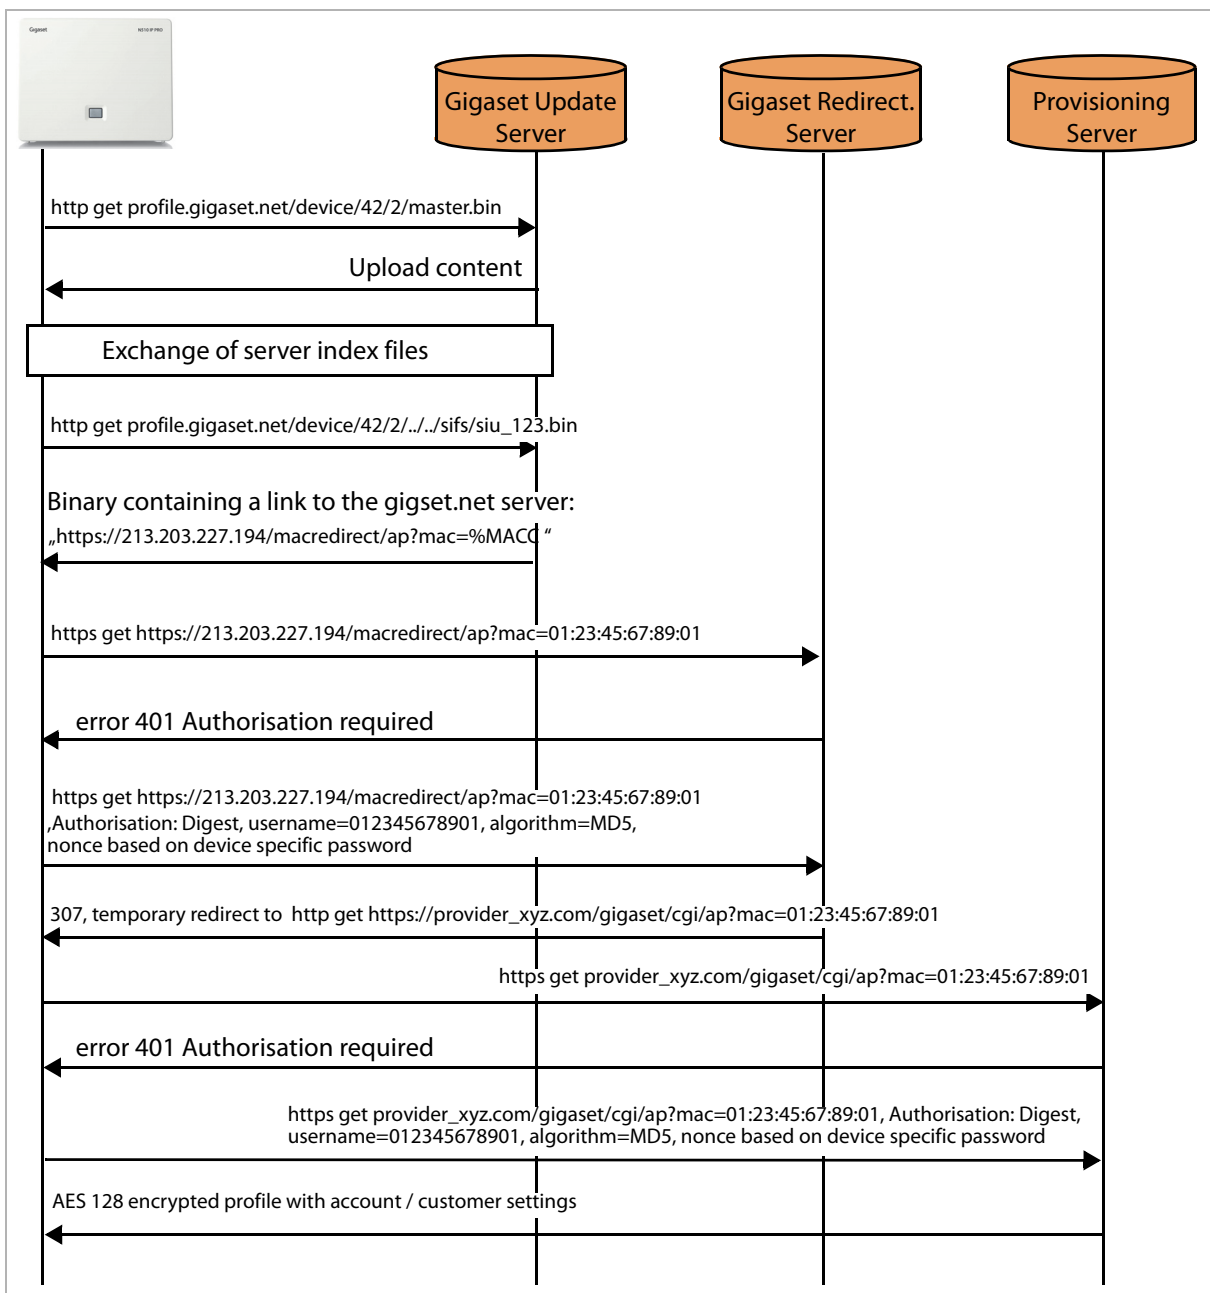 Gigaset
N510 IP PRO
Gigaset Update
Server
Gigaset Redirect.
Server
Provisioning
Server
http get profile.gigaset.net/device/42/2/master.bin
Upload content
Exchange of server index files
http get profile.gigaset.net/device/42/2/../../sifs/siu_123.bin
Binary containing a link to the gigset.net server:
„https://213.203.227.194/macredirect/ap?mac=%MACC “
https get https://213.203.227.194/macredirect/ap?mac=01:23:45:67:89:01
error 401 Authorisation required
https get https://213.203.227.194/macredirect/ap?mac=01:23:45:67:89:01
,Authorisation: Digest, username=012345678901, algorithm=MD5,
nonce based on device specific password
307, temporary redirect to  http get https://provider_xyz.com/gigaset/cgi/ap?mac=01:23:45:67:89:01
https get provider_xyz.com/gigaset/cgi/ap?mac=01:23:45:67:89:01
error 401 Authorisation required
https get provider_xyz.com/gigaset/cgi/ap?mac=01:23:45:67:89:01, Authorisation: Digest,
username=012345678901, algorithm=MD5, nonce based on device specific password
AES 128 encrypted profile with account / customer settings